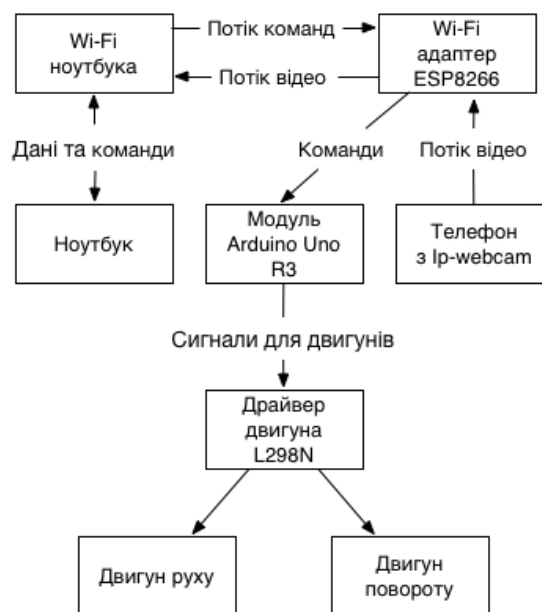 Wi-Fi
ноутбука
Потік команд
Потік відео
Wi-Fi
адаптер
ESP8266
Дані та команди
Команди
Потік відео
Ноутбук
Модуль
Arduino Uno
R3
Телефон
з Ip-webcam
Сигнали для двигунів
Драйвер
двигуна
L298N
Двигун руху
Двигун
повороту